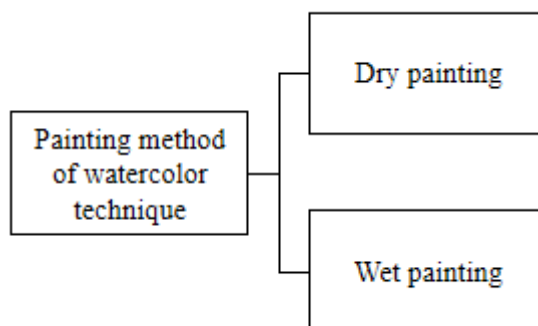 Painting method
of watercolor
technique
Dry painting
Wet painting